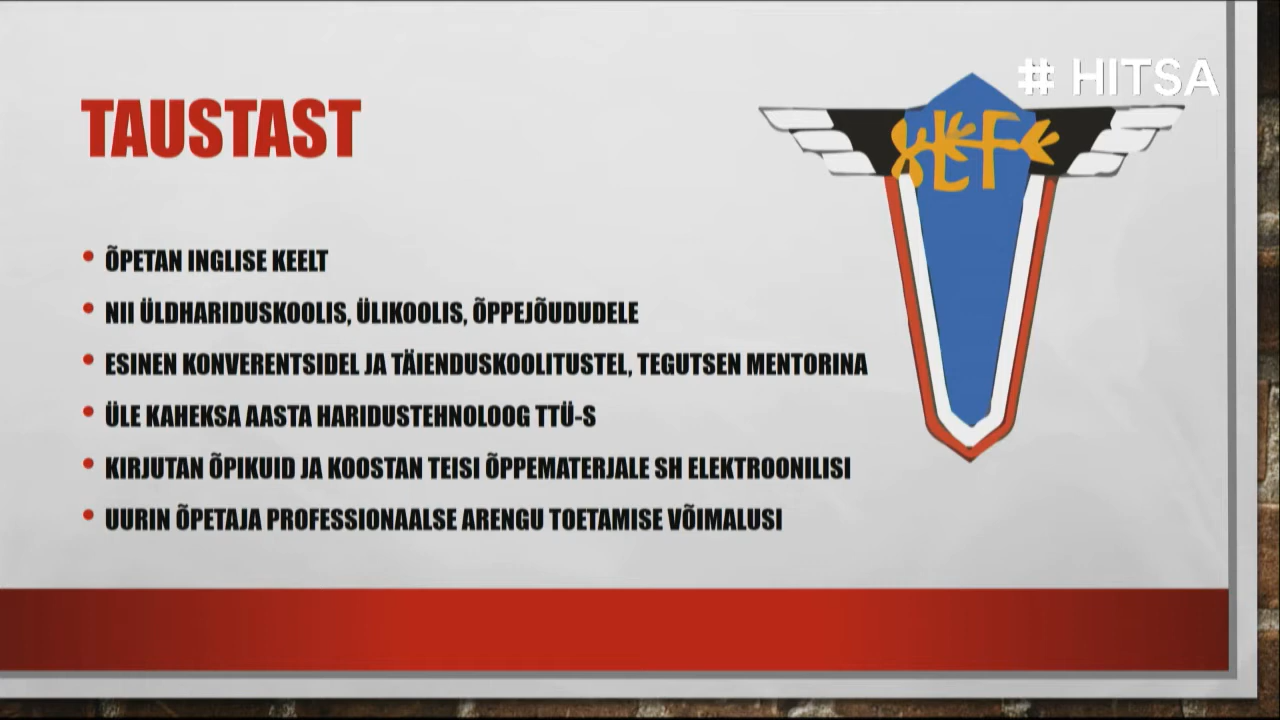 # HITSA
TAUSTAST
ÕPETAN INGLISE KEELT
NII ÜLDHARIDUSKOOLIS, ÜLIKOOLIS, ÕPPEJÕUDUDELE
ESINEN KONVERENTSIDEL JA TÄIENDUSKOOLITUSTEL, TEGUTSEN MENTORINA
ÜLE KAHEKSA AASTA HARIDUSTEHNOLOOG TTÜ-S
KIRJUTAN ÕPIKUID JA KOOSTAN TEISI ÕPPEMATERJALE SH ELEKTROONILISI
UURIN ÕPETAJA PROFESSIONAALSE ARENGU TOETAMISE VÕIMALUSI